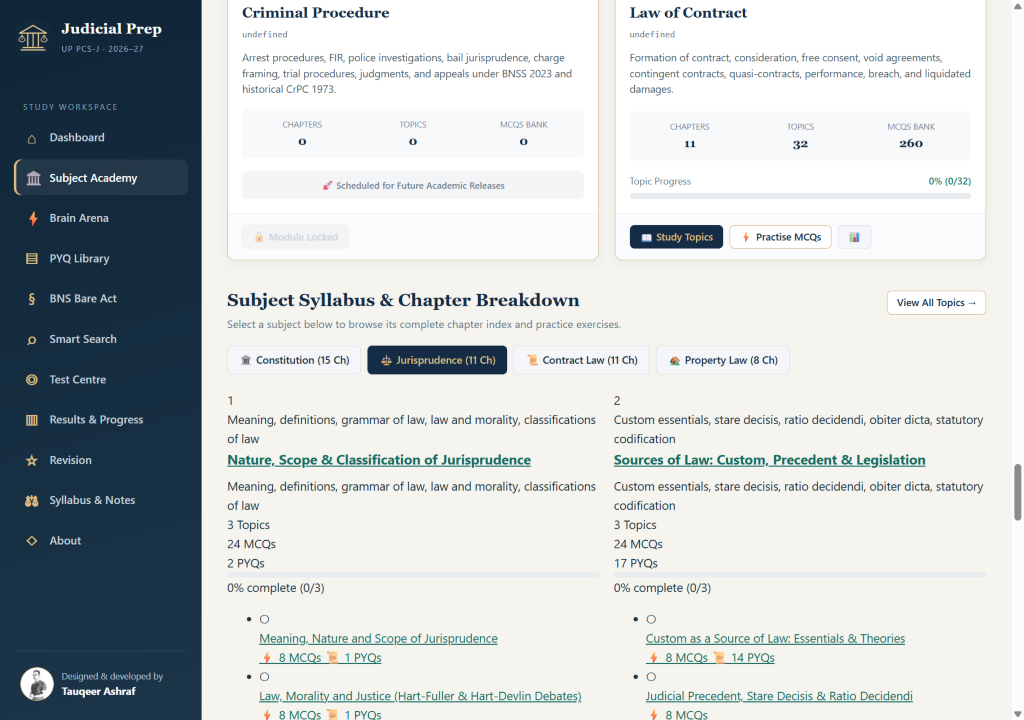 Judicial Prep
UP PCS-J · 2026–27
STUDY WORKSPACE
Dashboard
Subject Academy
Brain Arena
PYQ Library
§ BNS Bare Act
Smart Search
Test Centre
Results & Progress
Revision
Syllabus & Notes
About
Designed & developed by
Tauqeer Ashraf
Criminal Procedure
undefined
Arrest procedures, FIR, police investigations, bail jurisprudence, charge
framing, trial procedures, judgments, and appeals under BNSS 2023 and
historical CrPC 1973.
CHAPTERS TOPICS MCQS BANK
0 0 0
🚀 Scheduled for Future Academic Releases
🔒 Module Locked
Law of Contract
undefined
Formation of contract, consideration, free consent, void agreements,
contingent contracts, quasi-contracts, performance, breach, and liquidated
damages.
CHAPTERS TOPICS MCQS BANK
11 32 260
Topic Progress 0% (0/32)
📖 Study Topics ⚡ Practise MCQs 📊
Subject Syllabus & Chapter Breakdown
Select a subject below to browse its complete chapter index and practice exercises.
View All Topics →
🏛️ Constitution (15 Ch) ⚖️ Jurisprudence (11 Ch) 📜 Contract Law (11 Ch) 🏡 Property Law (8 Ch)
1
Meaning, definitions, grammar of law, law and morality, classifications
of law
Nature, Scope & Classification of Jurisprudence
Meaning, definitions, grammar of law, law and morality, classifications
of law
3 Topics
24 MCQs
2 PYQs
0% complete (0/3)
• ○
Meaning, Nature and Scope of Jurisprudence
⚡ 8 MCQs 📜 1 PYQs
• ○
Law, Morality and Justice (Hart-Fuller & Hart-Devlin Debates)
⚡ 8 MCQs 📜 1 PYQs
2
Custom essentials, stare decisis, ratio decidendi, obiter dicta, statutory
codification
Sources of Law: Custom, Precedent & Legislation
Custom essentials, stare decisis, ratio decidendi, obiter dicta, statutory
codification
3 Topics
24 MCQs
17 PYQs
0% complete (0/3)
• ○
Custom as a Source of Law: Essentials & Theories
⚡ 8 MCQs 📜 14 PYQs
• ○
Judicial Precedent, Stare Decisis & Ratio Decidendi
⚡ 8 MCQs